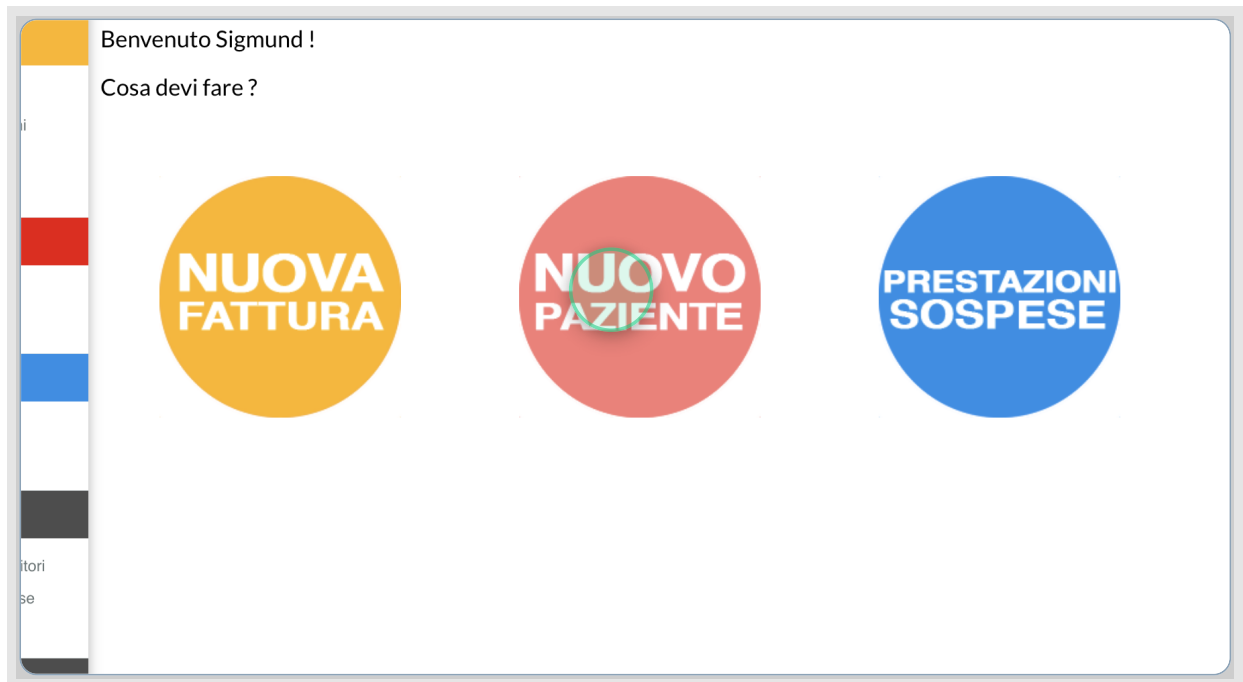 Benvenuto Sigmund !
Cosa devi fare ?
NUOVA
FATTURA
NUOVO
PAZIENTE
PRESTAZIONI
SOSPESE